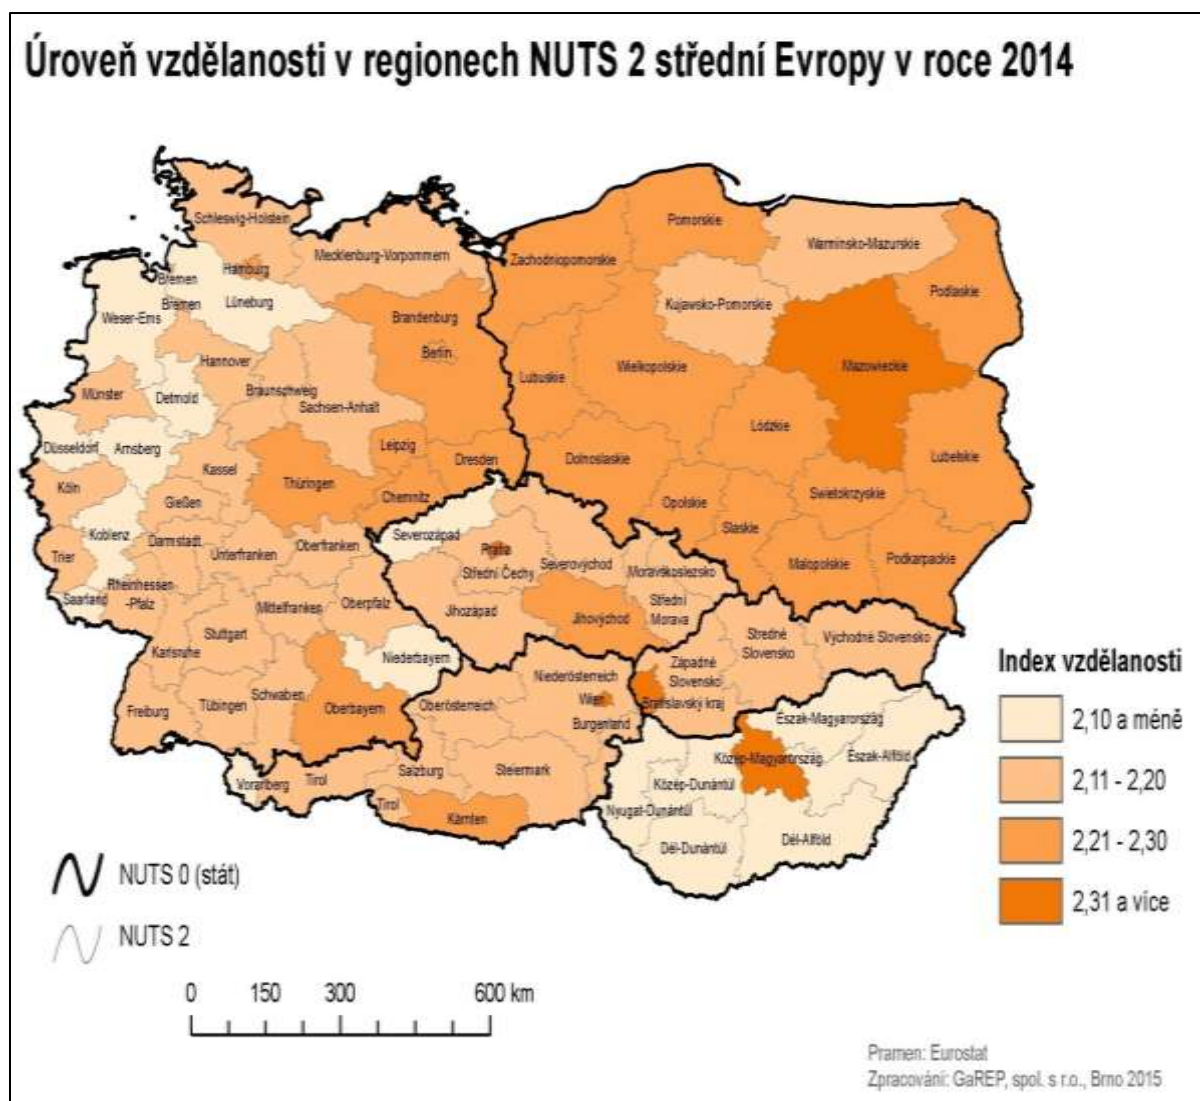 Úroveň vzdělanosti v regionech NUTS 2 střední Evropy v roce 2014
Schleswig-Holstein
Mecklenburg-Vorpommern
Hamburg
Bremen
Bremen
Lüneburg
Weser-Ems
Brandenburg
Berlin
Hannover
Braunschweig
Sachsen-Anhalt
Münster
Detmold
Düsseldorf
Arnsberg
Kassel
Leipzig
Dresden
Thüringen
Chemnitz
Köln
Gießen
Koblenz
Trier
Darmstadt
Unterfranken
Oberfranken
Rheinhessen
-Pfalz
Saarland
Mittelfranken
Oberpfalz
Stuttgart
Karlsruhe
Niederbayern
Freiburg
Tübingen
Schwaben
Oberbayern
Pomorskie
Warminsko-Mazurskie
Zachodniopomorskie
Kujawsko-Pomorskie
Podlaskie
Lubuskie
Wielkopolskie
Mazowieckie
Lódzkie
Lubelskie
Dolnoslaskie
Opolskie
Swietokrzyskie
Slaskie
Malopolskie
Podkarpackie
Severozápad
Praha
Střední Čechy
Severovýchod
Moravskoslezsko
Jihozápad
Jihovýchod
Střední
Morava
Stredné
Slovensko
Východné Slovensko
Západné
Slovensko
Bratislavský kraj
Niederösterreich
Wien
Oberösterreich
Burgenland
Vorarlberg
Tirol
Salzburg
Steiermark
Tirol
Kärnten
Észak-Magyarország
Közép-Magyarország
Észak-Alföld
Közép-Dunántúl
Nyugat-Dunántúl
Dél-Dunántúl
Dél-Alföld
Index vzdělanosti
2,10 a méně
2,11 - 2,20
2,21 - 2,30
2,31 a více
NUTS 0 (stát)
NUTS 2
0 150 300 600 km
Pramen: Eurostat
Zpracování: GaREP, spol. s r.o., Brno 2015